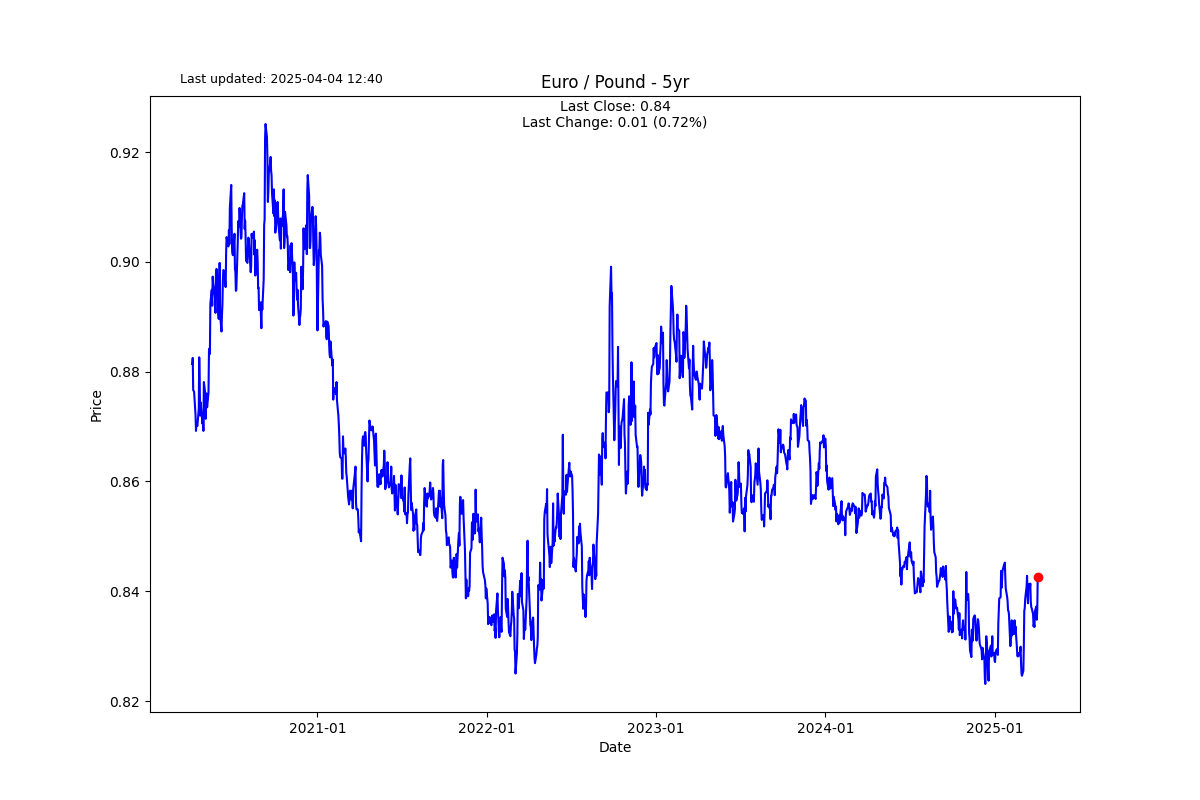 Last updated: 2025-04-04 12:40
Euro / Pound - 5yr
Last Close: 0.84
Last Change: 0.01 (0.72%)
0.92
0.90
0.88
0.86
0.84
0.82
Price
2021-01
2022-01
2023-01
2024-01
2025-01
Date